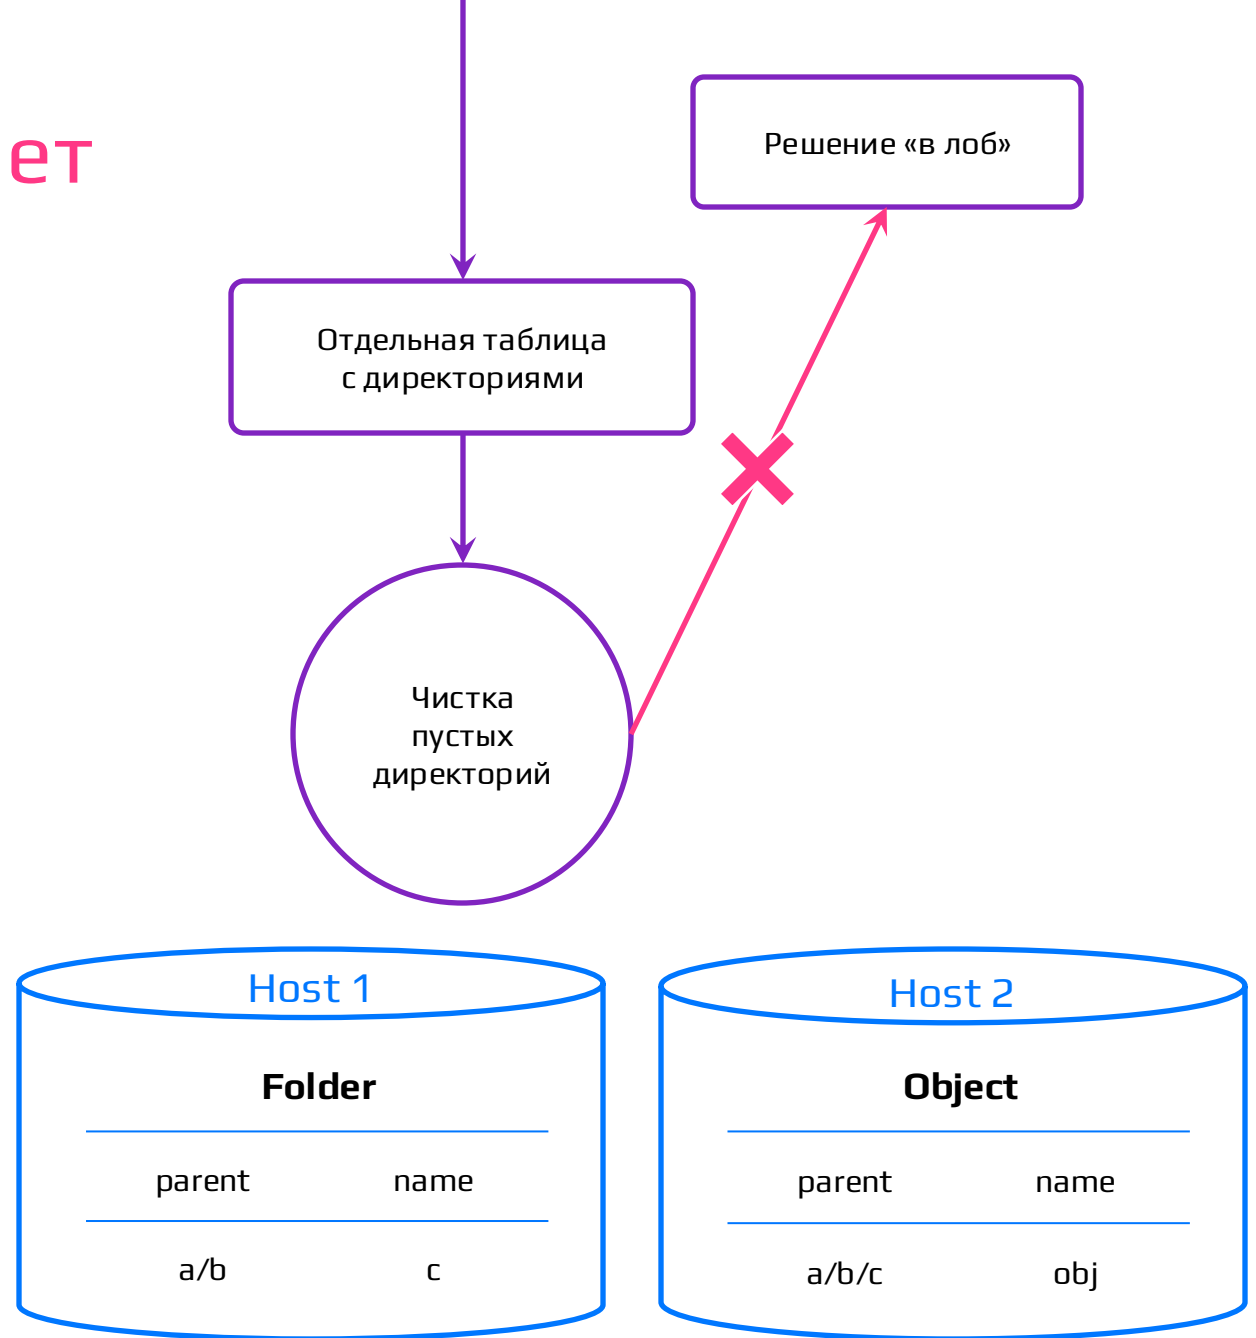 ет
Решение «в лоб»
Отдельная таблица
с директориями
Чистка
пустых
директорий
Host 1
Folder
parent name
a/b c
Host 2
Object
parent name
a/b/c obj